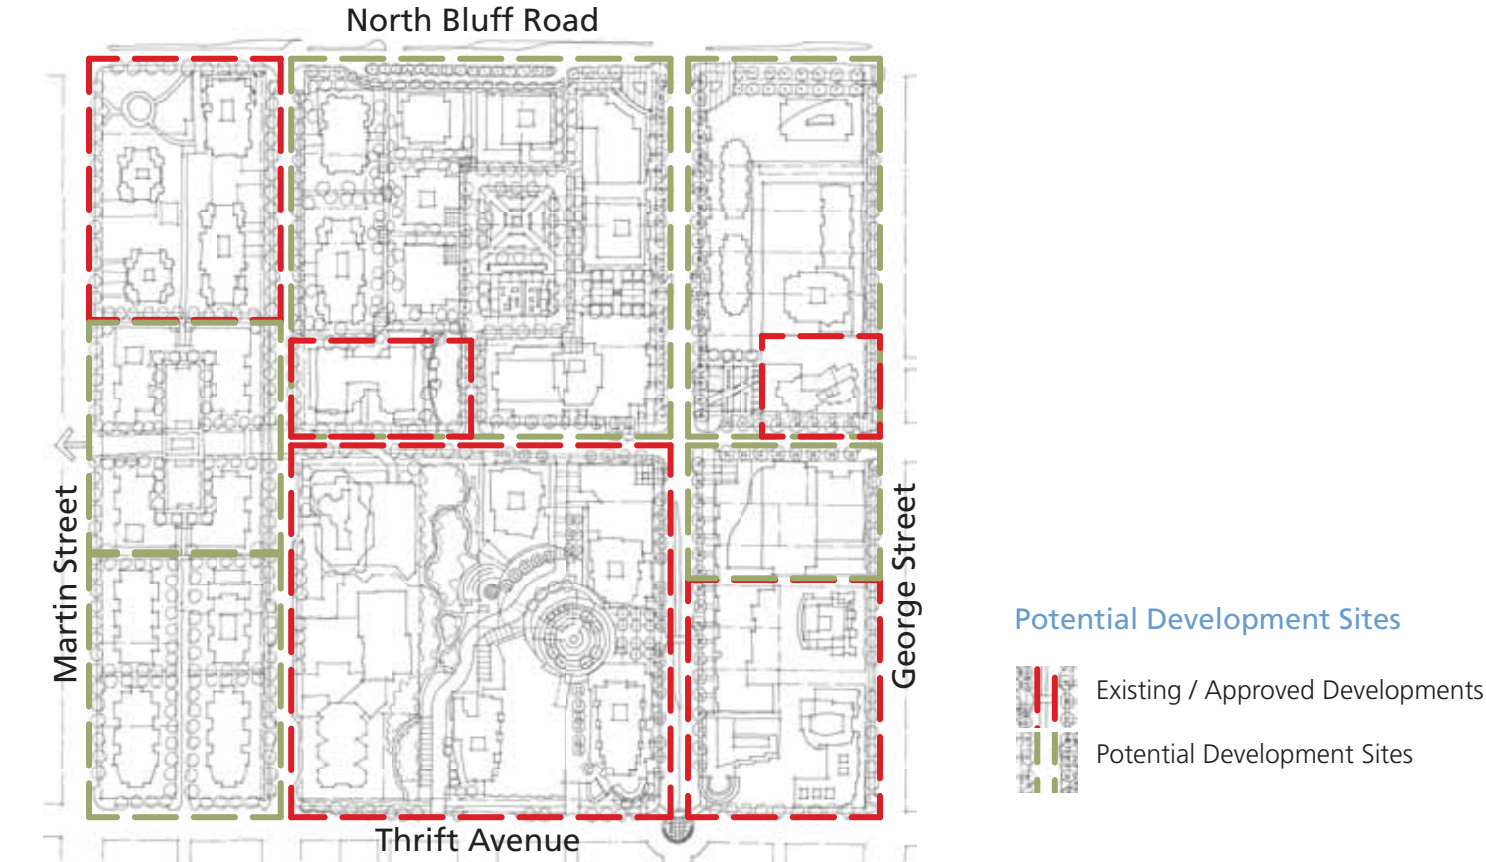 North Bluff Road
Martin Street
George Street
Thrift Avenue
Potential Development Sites
Existing / Approved Developments
Potential Development Sites